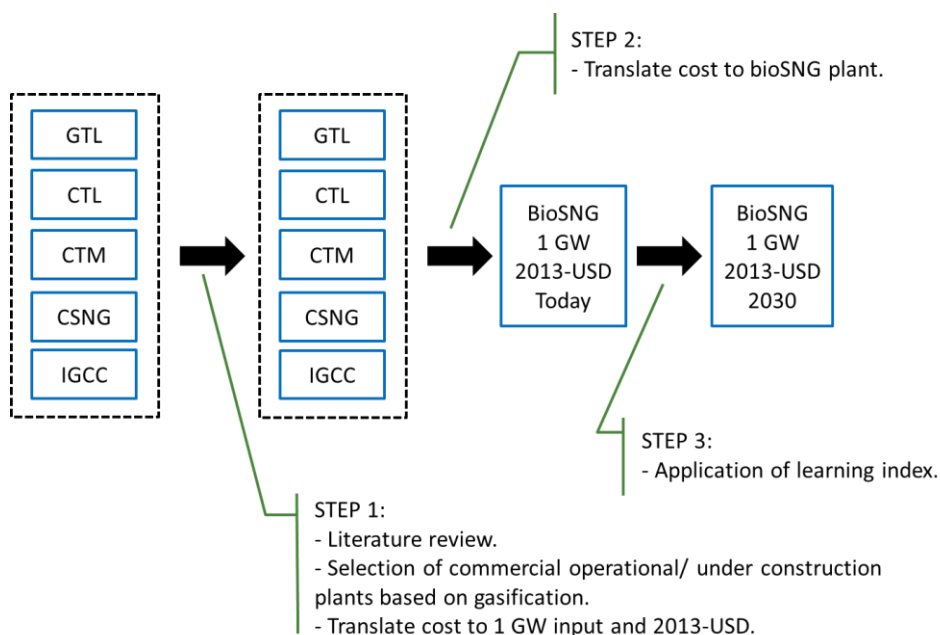 STEP 2:
- Translate cost to bioSNG plant.
GTL
CTL
CTM
CSNG
IGCC
GTL
CTL
CTM
CSNG
IGCC
BioSNG
1 GW
2013-USD
Today
BioSNG
1 GW
2013-USD
2030
STEP 3:
- Application of learning index.
STEP 1:
- Literature review.
- Selection of commercial operational/ under construction
plants based on gasification.
- Translate cost to 1 GW input and 2013-USD.